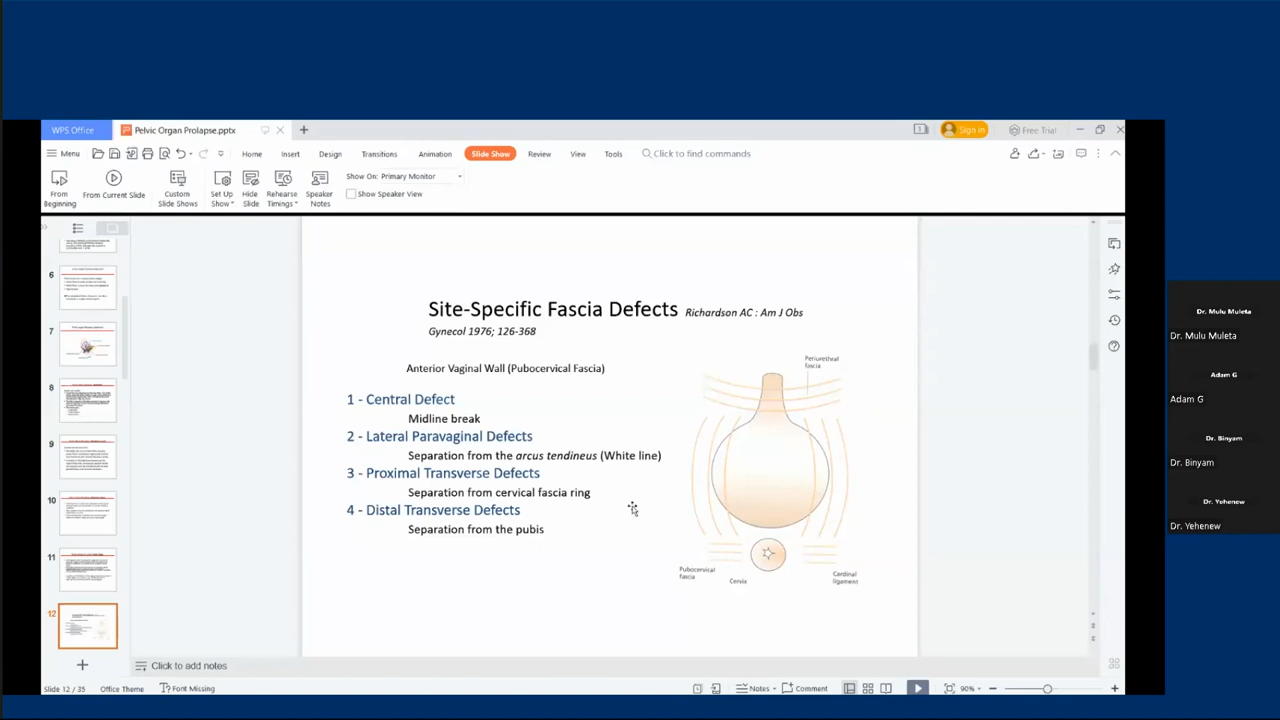 WPS Office
Pelvic Organ Prolapse.pptx
Sign in
Free Trial
Menu
Home
Insert
Design
Transitions
Animation
Slide Show
Review
View
Tools
Click to find commands
From Beginning
From Current Slide
Custom Slide Shows
Set Up Show
Hide Slide
Rehearse Timings
Speaker Notes
Show On: Primary Monitor
Show Speaker View
6
7
8
9
10
11
12
Site-Specific Fascia Defects Richardson AC : Am J Obs
Gynecol 1976; 126-368
Anterior Vaginal Wall (Pubocervical Fascia)
1 - Central Defect
Midline break
2 - Lateral Paravaginal Defects
Separation from the arcus tendineus (White line)
3 - Proximal Transverse Defects
Separation from cervical fascia ring
4 - Distal Transverse Defects
Separation from the pubis
Periurethral
fascia
Pubocervical
fascia
Cervix
Cardinal
ligament
Dr. Mulu Muleta
Dr. Mulu Muleta
Adam G
Adam G
Dr. Binyam
Dr. Binyam
Dr. Yehenew
Dr. Yehenew
Click to add notes
Slide 12 / 35
Office Theme
Font Missing
Notes
Comment
90%